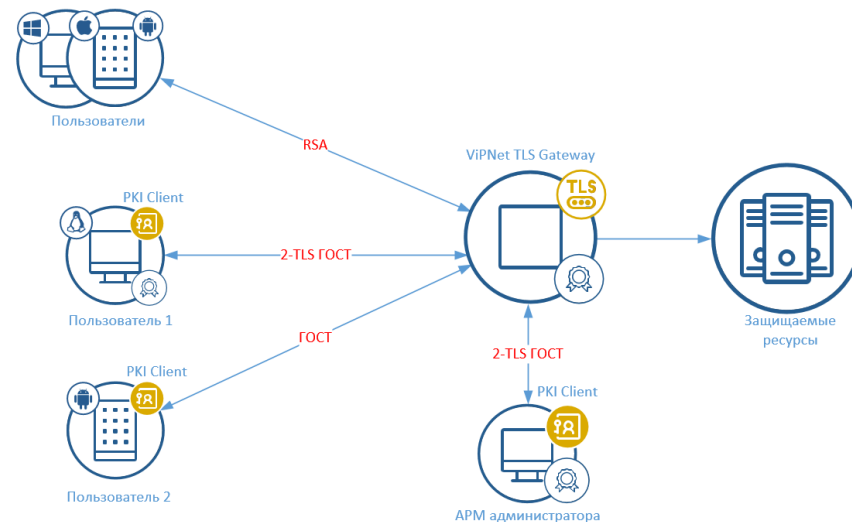 Пользователи
RSA
ViPNet TLS Gateway
TLS
PKI Client
2-TLS ГОСТ
Пользователь 1
Защищаемые
ресурсы
ГОСТ
2-TLS ГОСТ
PKI Client
PKI Client
Пользователь 2
АРМ администратора